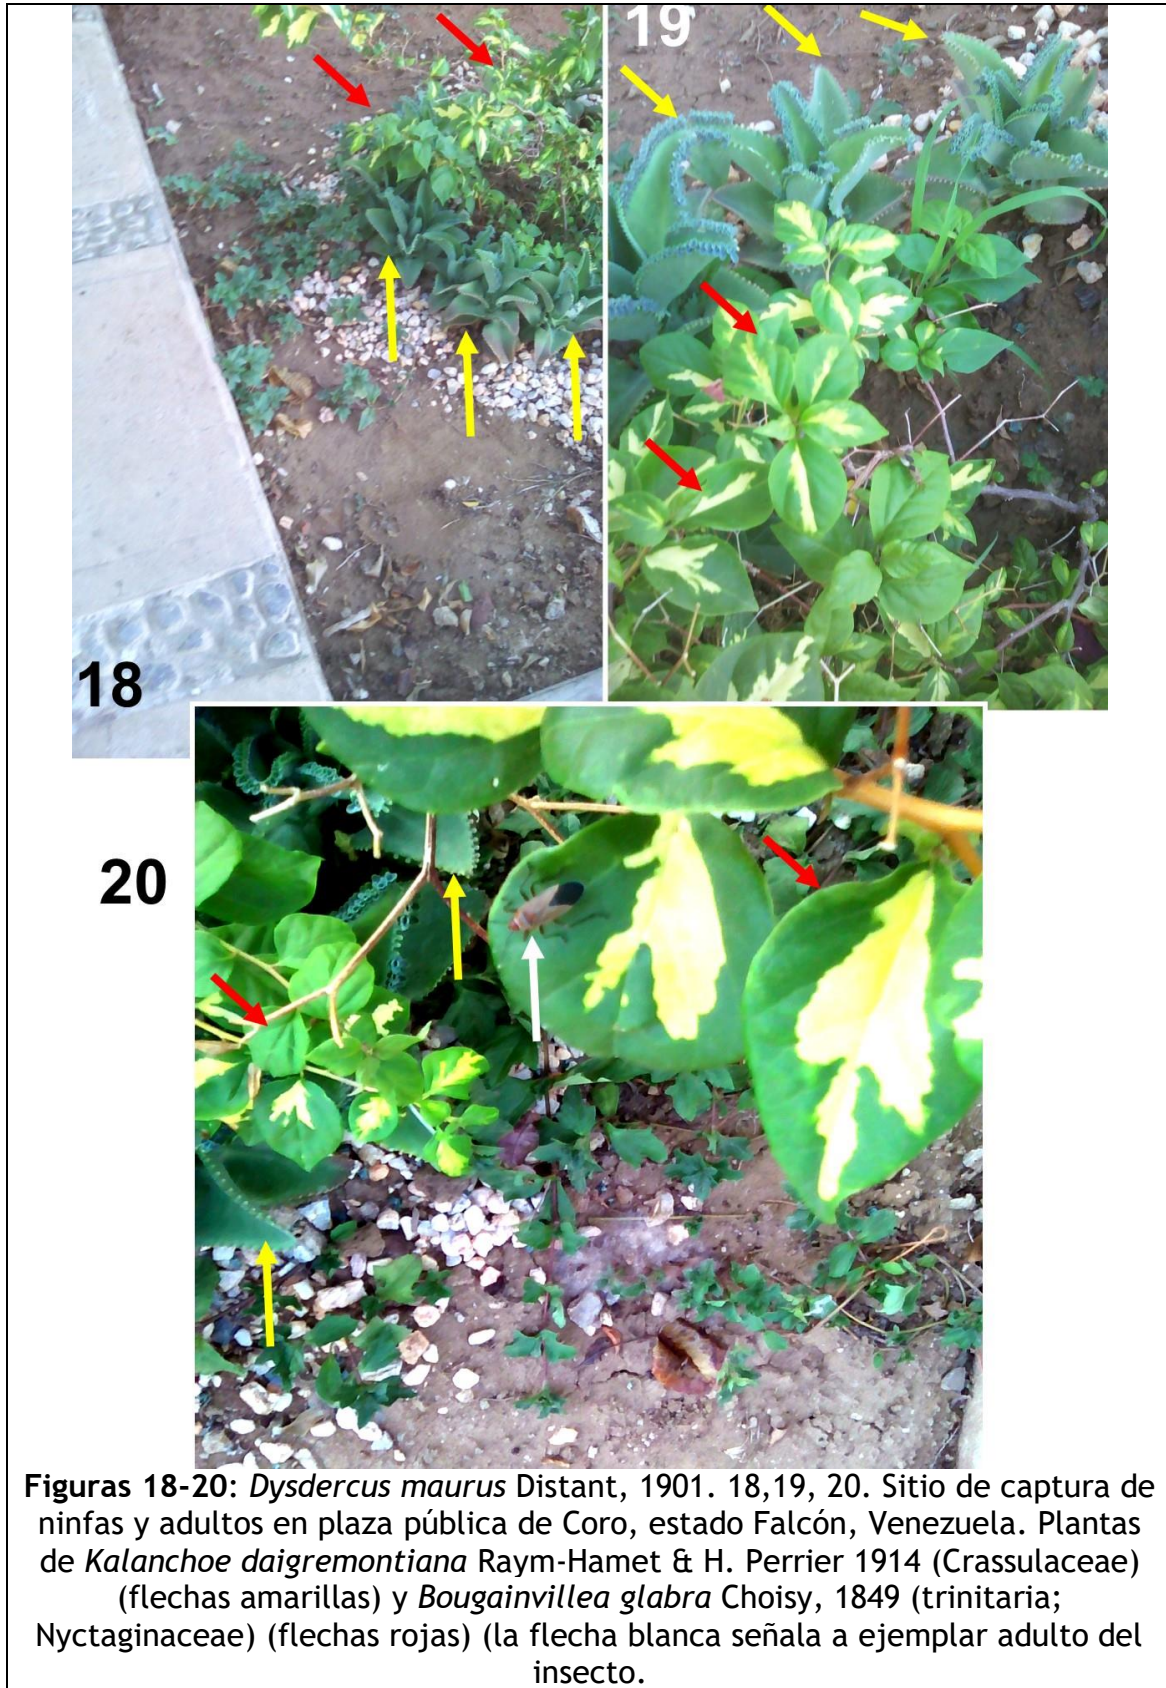 19
18
20
Figuras 18-20: Dysdercus maurus Distant, 1901. 18,19, 20. Sitio de captura de
ninfas y adultos en plaza pública de Coro, estado Falcón, Venezuela. Plantas
de Kalanchoe daigremontiana Raym-Hamet & H. Perrier 1914 (Crassulaceae)
(flechas amarillas) y Bougainvillea glabra Choisy, 1849 (trinitaria;
Nyctaginaceae) (flechas rojas) (la flecha blanca señala a ejemplar adulto del
insecto.